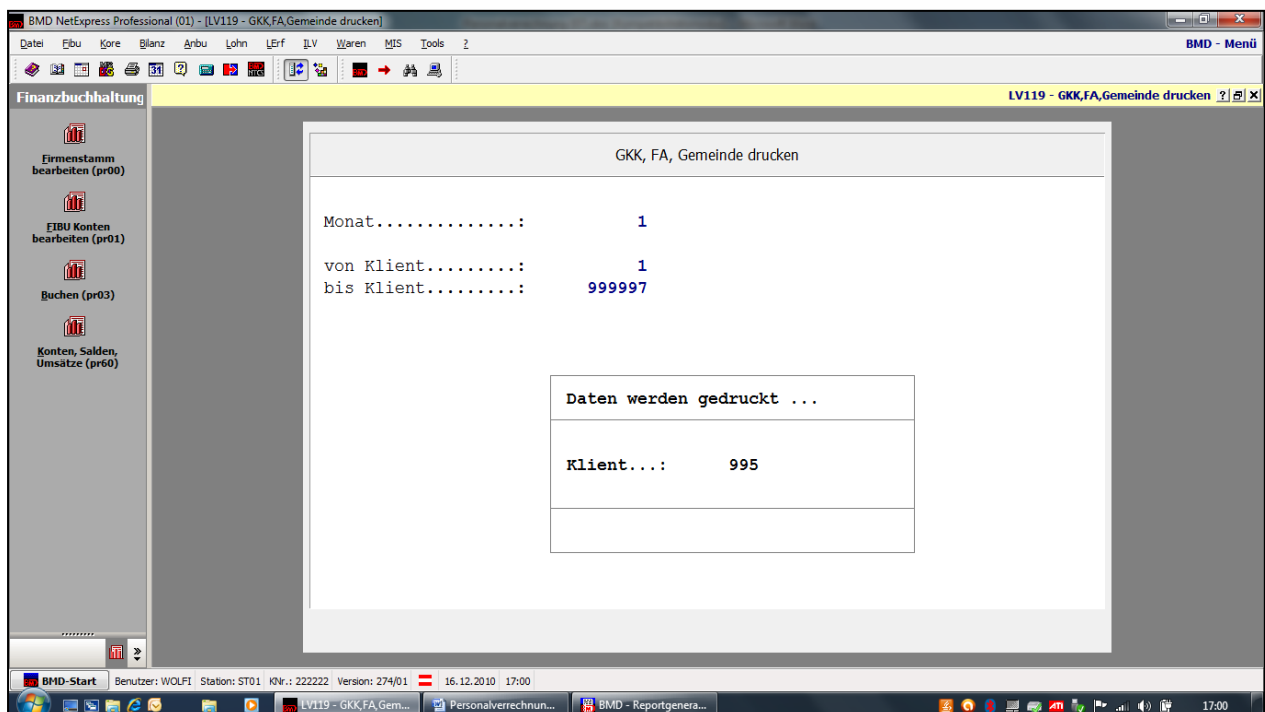 BMD NetExpress Professional (01) - [LV119 - GKK,FA,Gemeinde drucken]
Datei Fibu Kore Bilanz Anbu Lohn LErf ILV Waren MIS Tools ? BMD - Menü
Finanzbuchhaltung
LV119 - GKK,FA,Gemeinde drucken ?
Firmenstamm
bearbeiten (pr00)
FIBU Konten
bearbeiten (pr01)
Buchen (pr03)
Konten, Salden,
Umsätze (pr60)
GKK, FA, Gemeinde drucken
Monat..............: 1
von Klient.........: 1
bis Klient.........: 999997
Daten werden gedruckt ...
Klient...: 995
BMD-Start Benutzer: WOLFI Station: ST01 KNr.: 222222 Version: 274/01 16.12.2010 17:00
LV119 - GKK,FA,Gem... Personalverrechnun... BMD - Reportgenera... 17:00